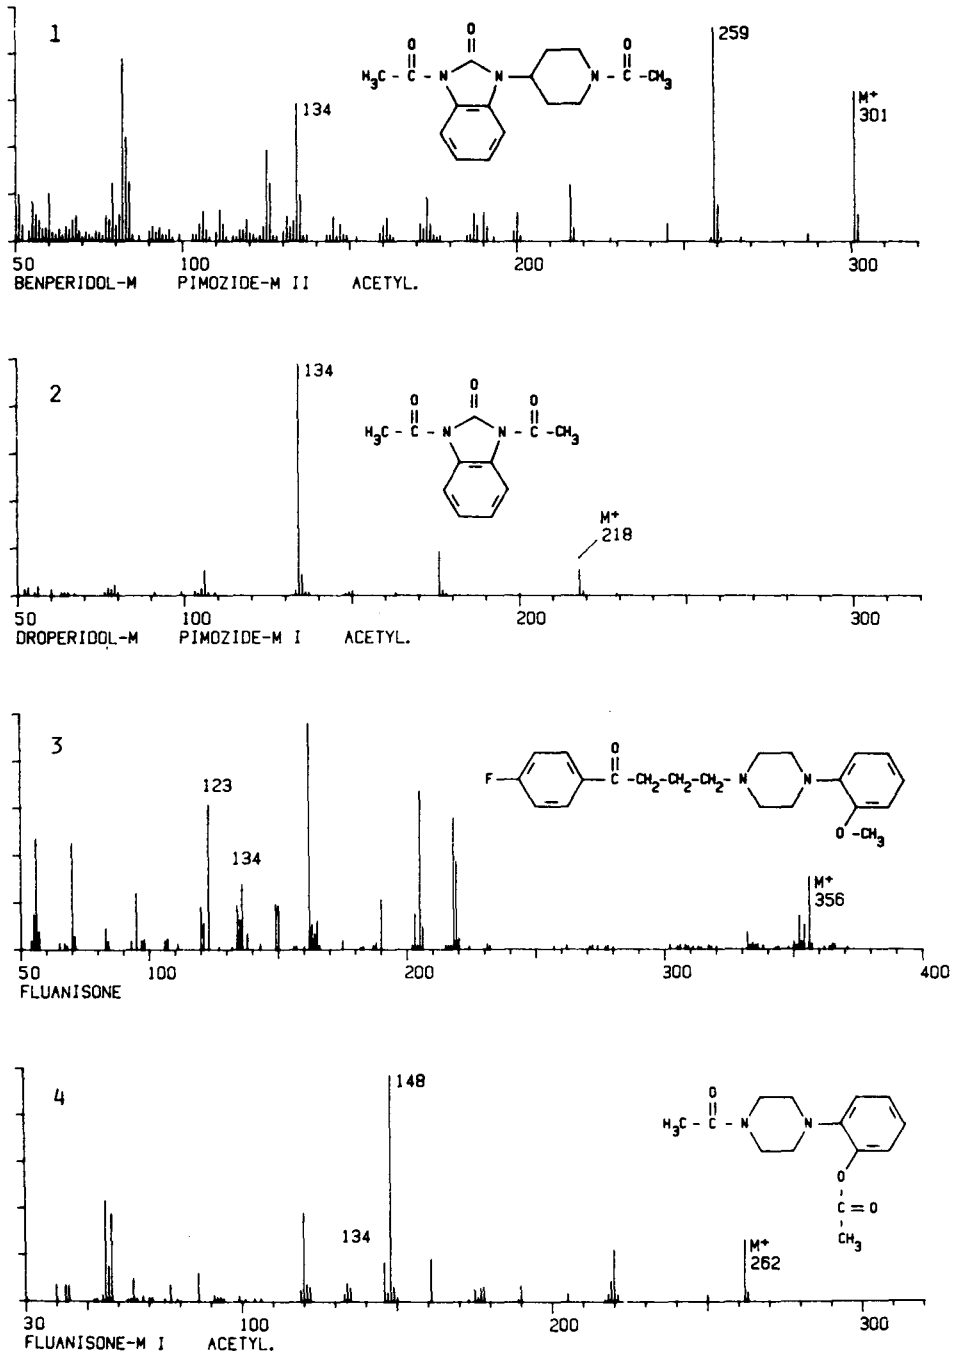 1
O
O
O
H3C - C - N
N
N - C - CH3
259
M+
301
134
50
100
200
300
BENPERIDOL-M PIMOZIDE-M II ACETYL.
2
134
O
O
O
H3C - C - N
N - C - CH3
M+
218
50
100
200
300
DROPERIDOL-M PIMOZIDE-M I ACETYL.
3
O
F
C - CH2 - CH2 - CH2 - N
N
O - CH3
123
134
M+
356
50
100
200
300
400
FLUANISONE
4
148
O
H3C - C - N
N
O
C = O
CH3
134
M+
262
30
100
200
300
FLUANISONE-M I ACETYL.